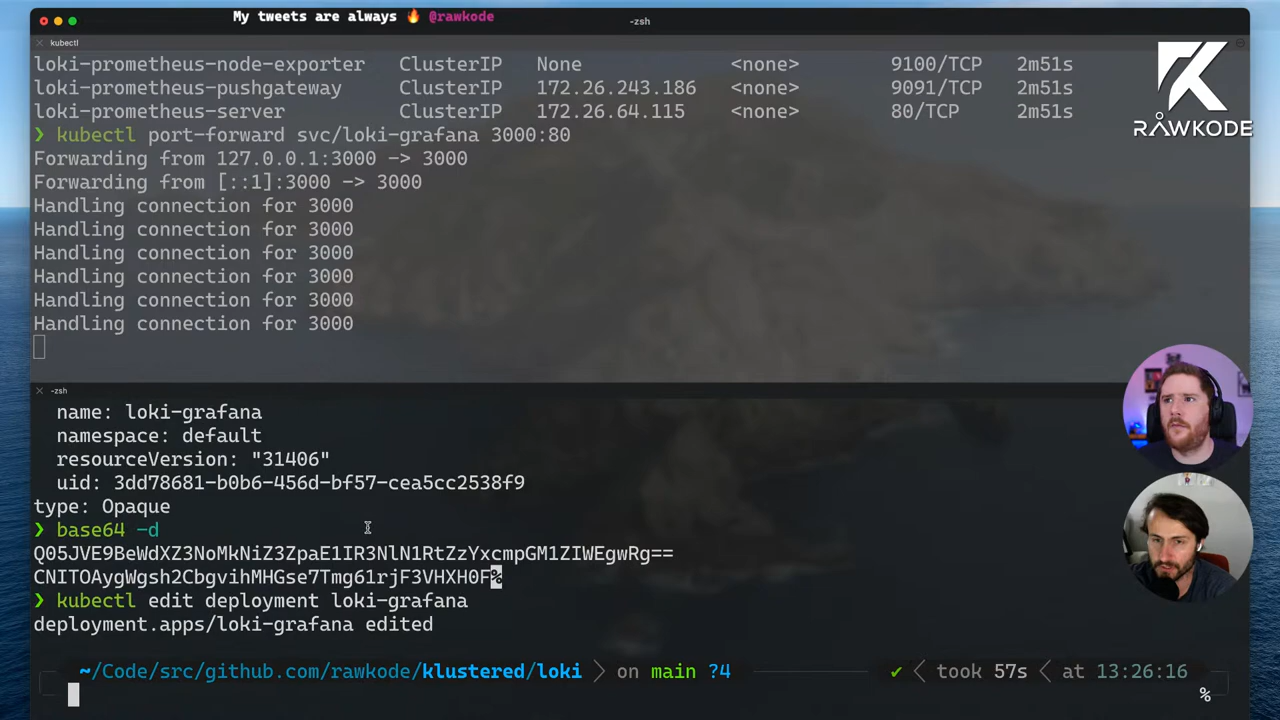 My tweets are always 🔥 @rawkode
-zsh
kubectl
loki-prometheus-node-exporter ClusterIP None <none> 9100/TCP 2m51s
loki-prometheus-pushgateway ClusterIP 172.26.243.186 <none> 9091/TCP 2m51s
loki-prometheus-server ClusterIP 172.26.64.115 <none> 80/TCP 2m51s
❯ kubectl port-forward svc/loki-grafana 3000:80
Forwarding from 127.0.0.1:3000 -> 3000
Forwarding from [::1]:3000 -> 3000
Handling connection for 3000
Handling connection for 3000
Handling connection for 3000
Handling connection for 3000
Handling connection for 3000
Handling connection for 3000
RAWKODE
-zsh
name: loki-grafana
namespace: default
resourceVersion: "31406"
uid: 3dd78681-b0b6-456d-bf57-cea5cc2538f9
type: Opaque
❯ base64 -d
Q05JVE9BeWdXZ3NoMkNiZ3ZpaE1IR3NlN1RtZzYxcmpGM1ZIWEgwRg==
CNITOAygWgsh2CbgvihMHGse7Tmg61rjF3VHXH0F%
❯ kubectl edit deployment loki-grafana
deployment.apps/loki-grafana edited
~/Code/src/github.com/rawkode/klustered/loki on main ?4 ✔ took 57s at 13:26:16
%